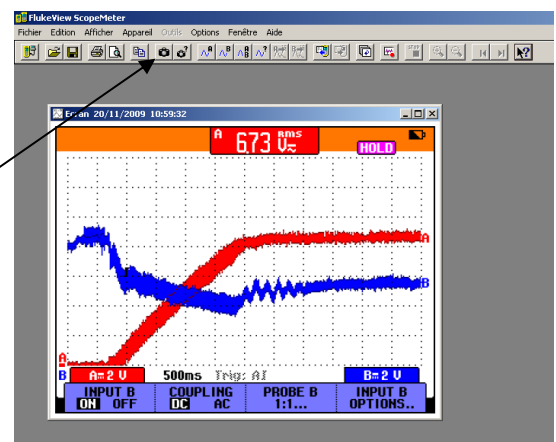 FlukeView ScopeMeter
Fichier Edition Afficher Appareil Outils Options Fenêtre Aide
Ecran 20/11/2009 10:59:32
A 6,73 V rms
HOLD
A
B
A
B
A= 2 V 500ms Trig: A B= 2 V
INPUT B COUPLING PROBE B INPUT B
ON OFF DC AC 1:1... OPTIONS..